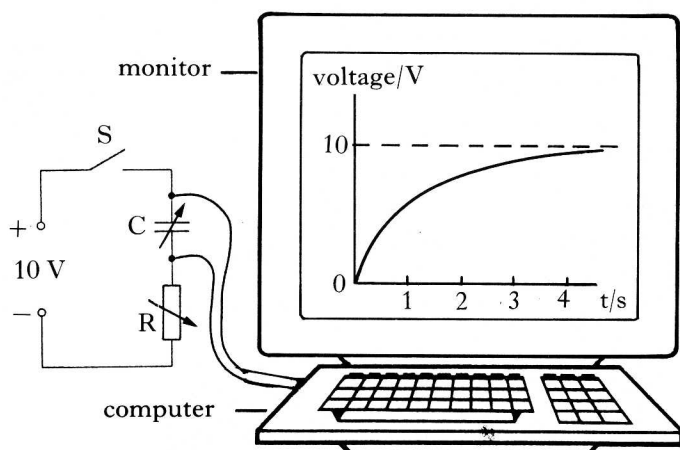 monitor
voltage/V
10
0
1 2 3 4 t/s
S
+
C
10 V
−
R
computer